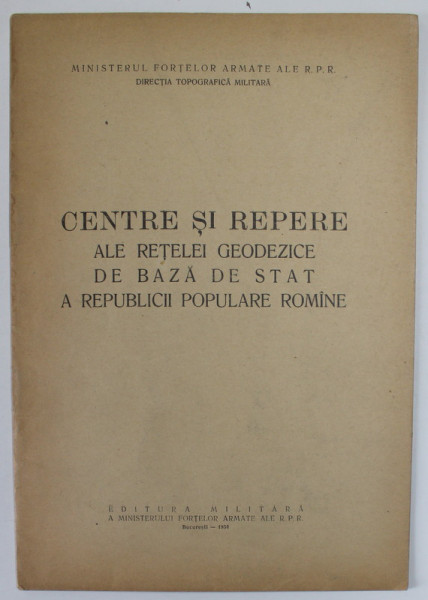 MINISTERUL FORȚELOR ARMATE ALE R.P.R.
DIRECȚIA TOPOGRAFICĂ MILITARĂ
CENTRE ȘI REPERE
ALE REȚELEI GEODEZICE
DE BAZĂ DE STAT
A REPUBLICII POPULARE ROMÎNE
EDITURA MILITARĂ
A MINISTERULUI FORȚELOR ARMATE ALE R.P.R.
București —